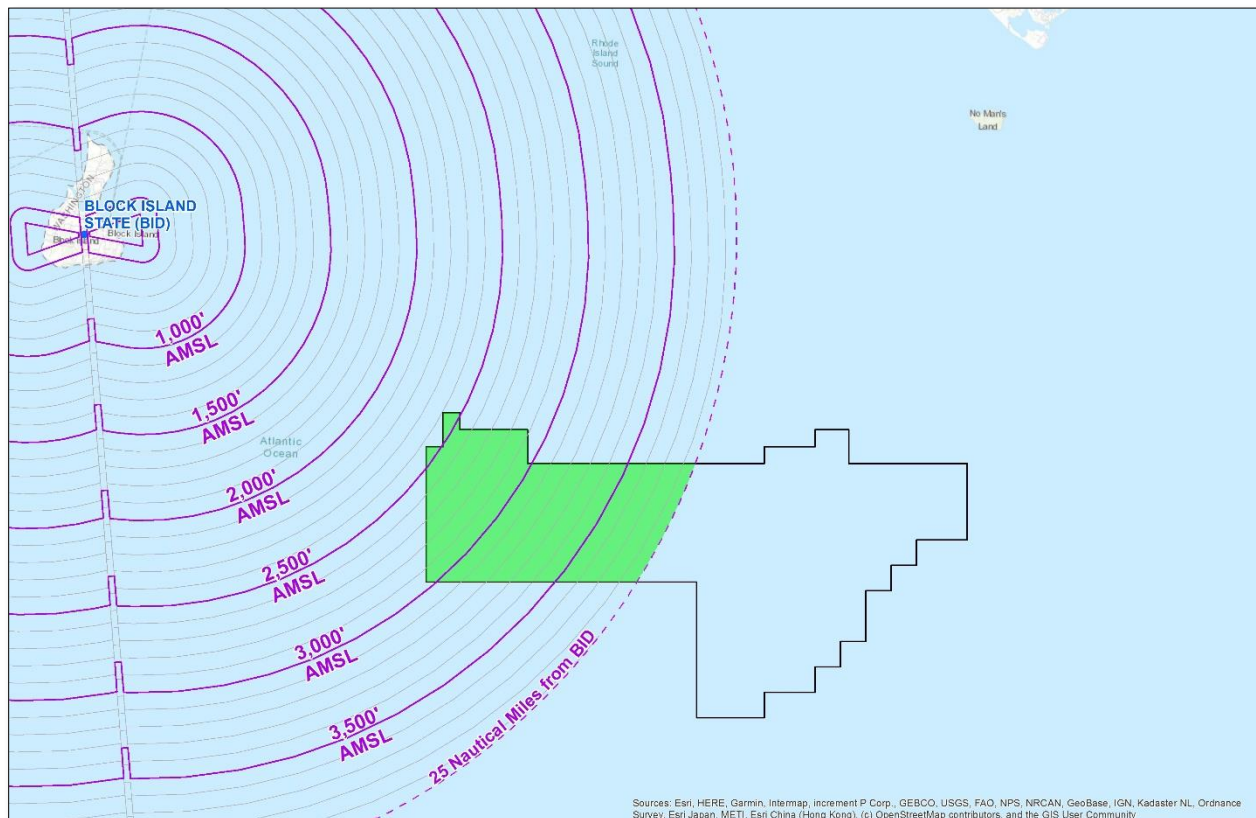 Rhode
Island
Sound
No Man's
Land
WASHINGTON
BLOCK ISLAND
STATE (BID)
Block Island
Block Island
1,000'
AMSL
1,500'
AMSL
Atlantic
Ocean
2,000'
AMSL
2,500'
AMSL
3,000'
AMSL
3,500'
AMSL
25 Nautical Miles from BID
Sources: Esri, HERE, Garmin, Intermap, increment P Corp., GEBCO, USGS, FAO, NPS, NRCAN, GeoBase, IGN, Kadaster NL, Ordnance
Survey, Esri Japan, METI, Esri China (Hong Kong), (c) OpenStreetMap contributors, and the GIS User Community